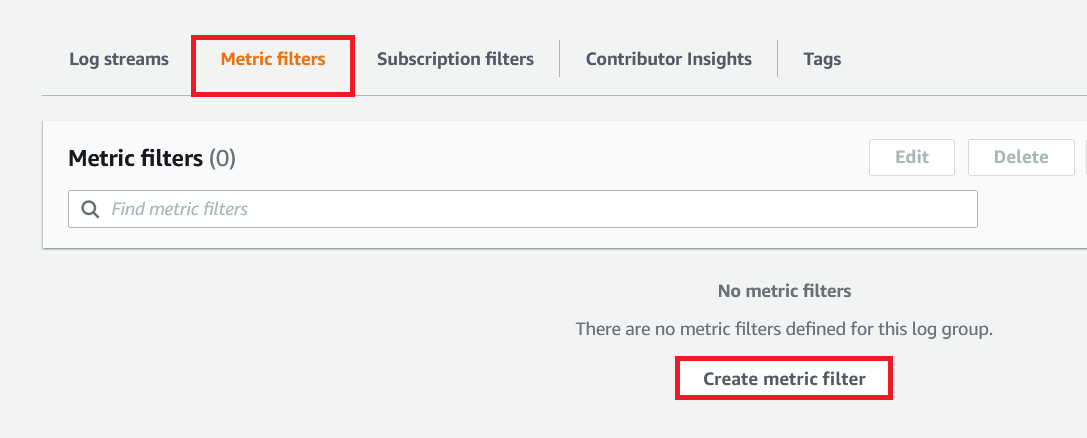 Log streams Metric filters Subscription filters Contributor Insights Tags
Metric filters (0) Edit Delete
Find metric filters
No metric filters
There are no metric filters defined for this log group.
Create metric filter